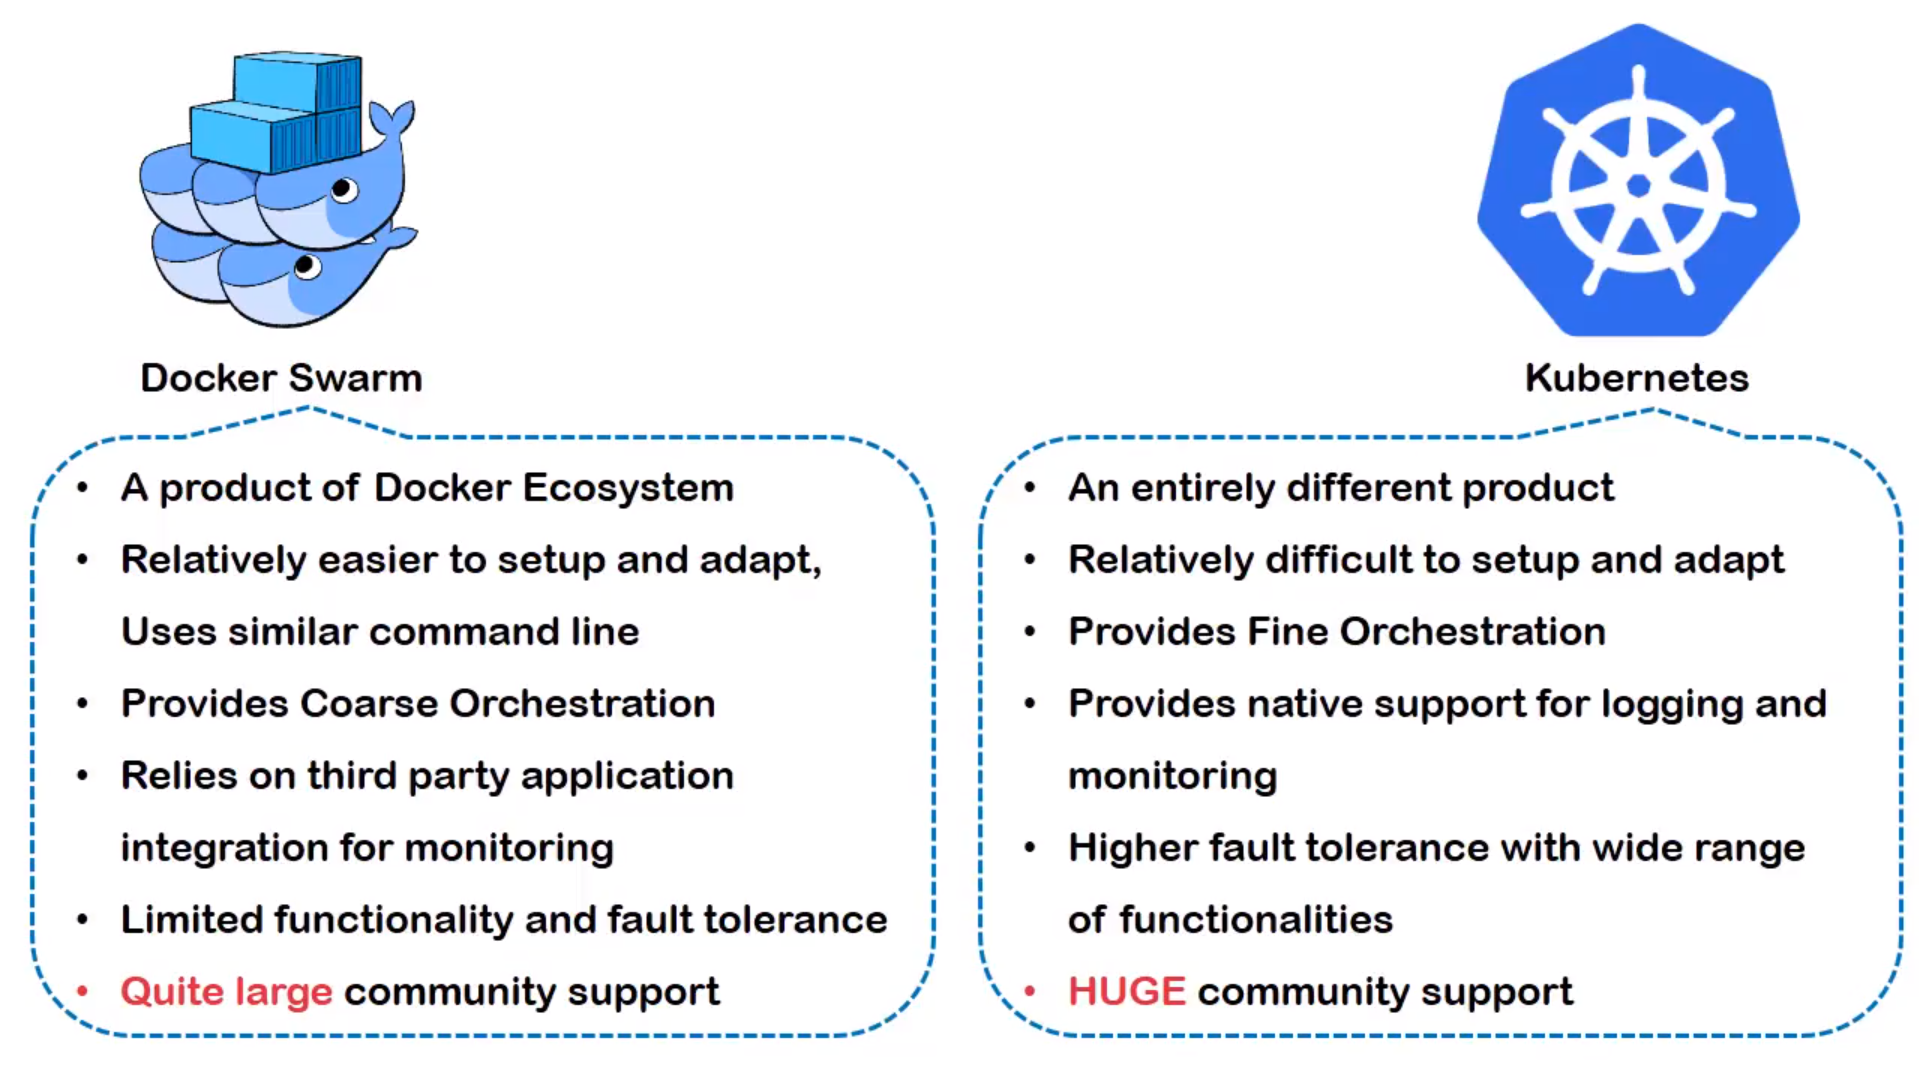 Docker Swarm
• A product of Docker Ecosystem
• Relatively easier to setup and adapt,
Uses similar command line
• Provides Coarse Orchestration
• Relies on third party application
integration for monitoring
• Limited functionality and fault tolerance
• Quite large community support
Kubernetes
• An entirely different product
• Relatively difficult to setup and adapt
• Provides Fine Orchestration
• Provides native support for logging and
monitoring
• Higher fault tolerance with wide range
of functionalities
• HUGE community support